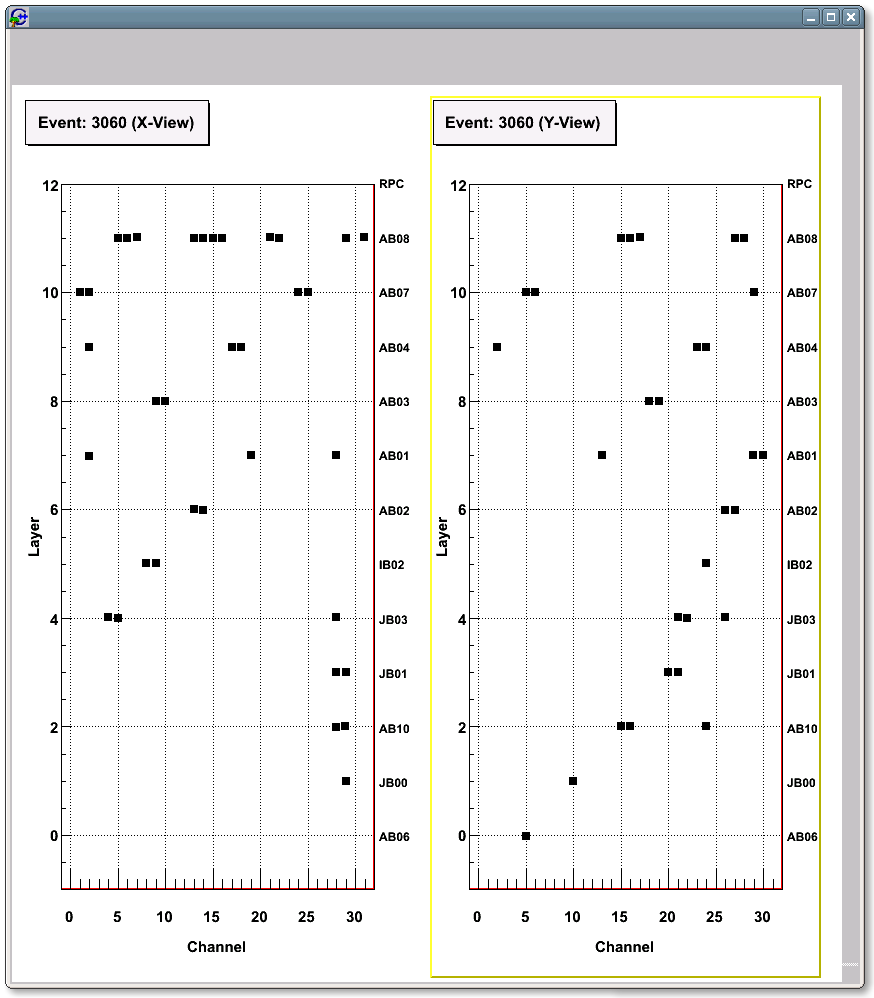 Event: 3060 (X-View)
Event: 3060 (Y-View)
12
RPC
AB08
10
AB07
AB04
8
AB03
AB01
6
AB02
IB02
4
JB03
JB01
2
AB10
JB00
0
AB06
Layer
0 5 10 15 20 25 30
Channel
12
RPC
AB08
10
AB07
AB04
8
AB03
AB01
6
AB02
IB02
4
JB03
JB01
2
AB10
JB00
0
AB06
Layer
0 5 10 15 20 25 30
Channel